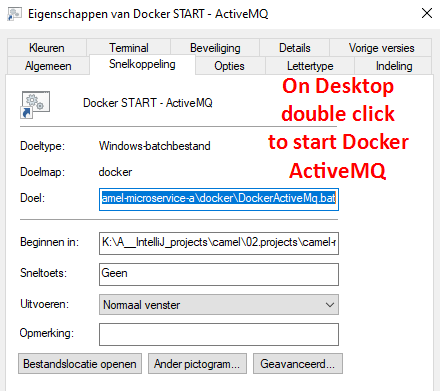 Eigenschappen van Docker START - ActiveMQ
Kleuren Terminal Beveiliging Details Vorige versies
Algemeen Snelkoppeling Opties Lettertype Indeling
On Desktop
double click
to start Docker
ActiveMQ
Docker START - ActiveMQ
Doeltype: Windows-batchbestand
Doelmap: docker
Doel: amel-microservice-a\docker\DockerActiveMq.bat
Beginnen in: K:\A__IntelliJ_projects\camel\02.projects\camel-r
Sneltoets: Geen
Uitvoeren: Normaal venster
Opmerking:
Bestandslocatie openen Ander pictogram... Geavanceerd...